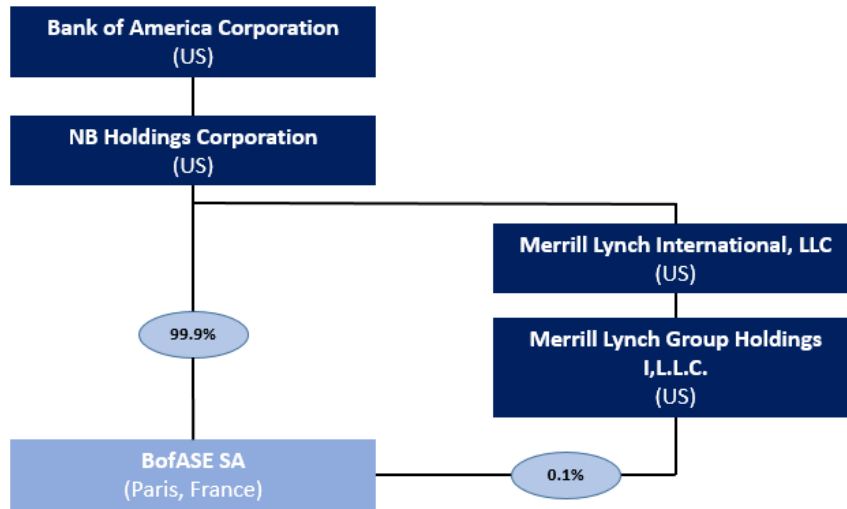 Bank of America Corporation
(US)
NB Holdings Corporation
(US)
Merrill Lynch International, LLC
(US)
99.9%
Merrill Lynch Group Holdings
I,L.L.C.
(US)
BofASE SA
(Paris, France)
0.1%